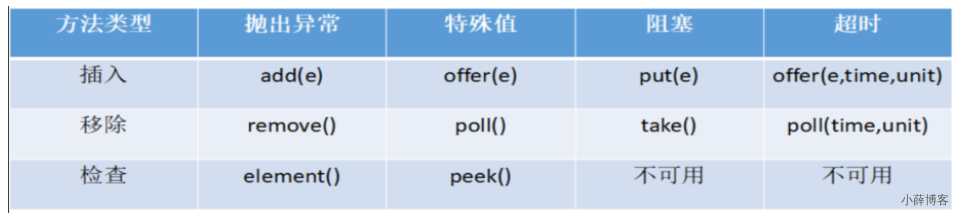 方法类型 抛出异常 特殊值 阻塞 超时
插入 add(e) offer(e) put(e) offer(e,time,unit)
移除 remove() poll() take() poll(time,unit)
检查 element() peek() 不可用 不可用
小薛博客